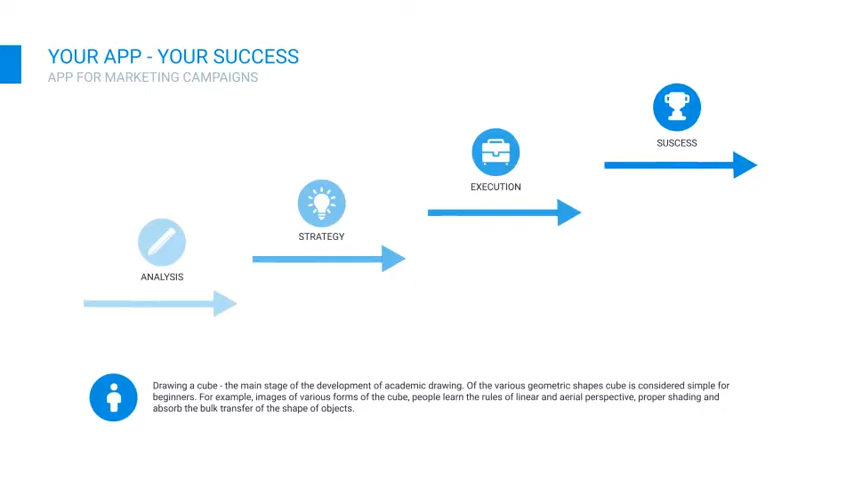 YOUR APP - YOUR SUCCESS
APP FOR MARKETING CAMPAIGNS
SUSCESS
EXECUTION
STRATEGY
ANALYSIS
Drawing a cube - the main stage of the development of academic drawing. Of the various geometric shapes cube is considered simple for
beginners. For example, images of various forms of the cube, people learn the rules of linear and aerial perspective, proper shading and
absorb the bulk transfer of the shape of objects.